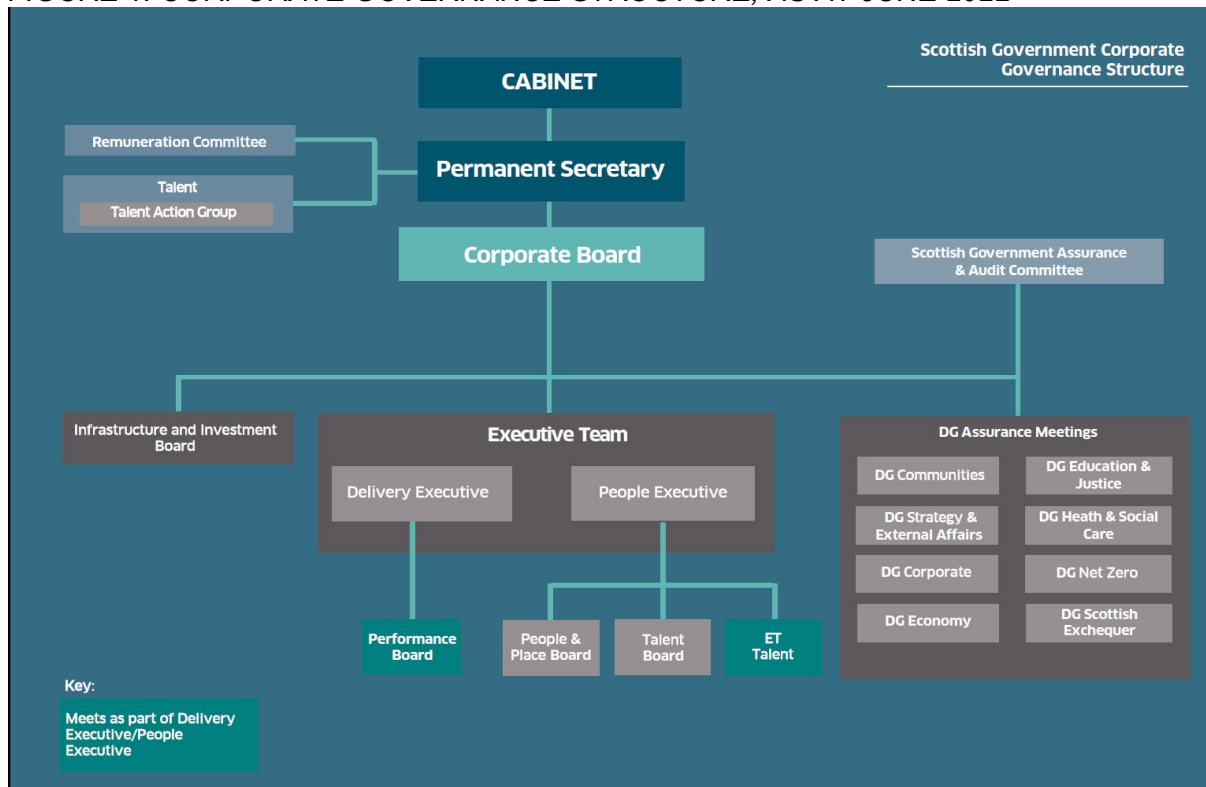 Scottish Government Corporate
Governance Structure
CABINET
Remuneration Committee
Permanent Secretary
Talent
Talent Action Group
Corporate Board
Scottish Government Assurance
& Audit Committee
Infrastructure and Investment
Board
Executive Team
Delivery Executive
People Executive
DG Assurance Meetings
DG Communities
DG Education &
Justice
DG Strategy &
External Affairs
DG Heath & Social
Care
DG Corporate
DG Net Zero
DG Economy
DG Scottish
Exchequer
Performance
Board
People &
Place Board
Talent
Board
ET
Talent
Key:
Meets as part of Delivery
Executive/People
Executive